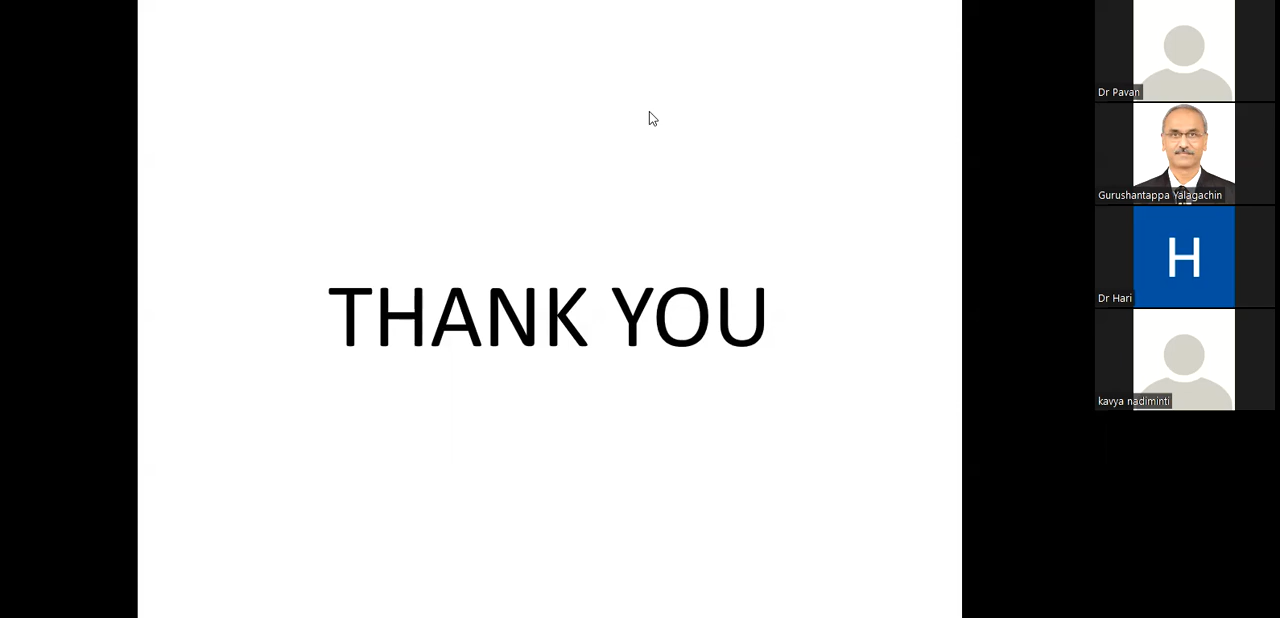 THANK YOU
Dr Pavan
Gurushantappa Yalagachin
H
Dr Hari
kavya nadiminti